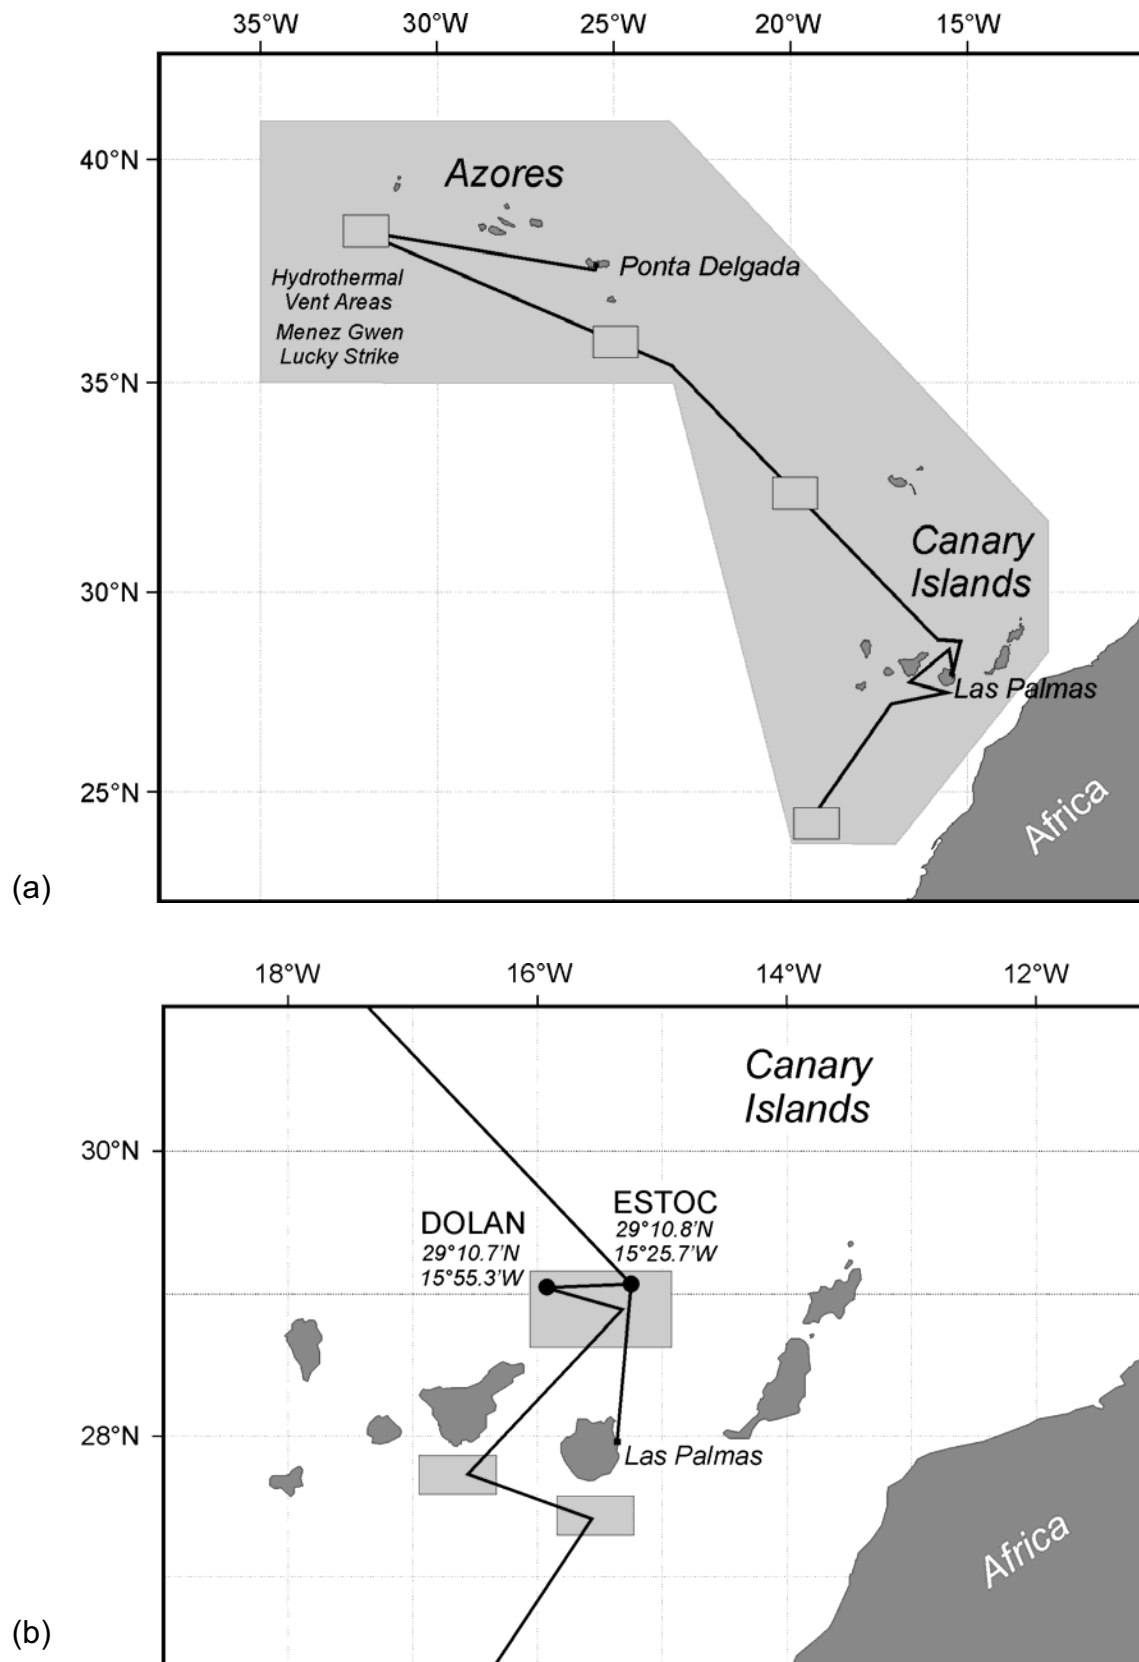 35°W 30°W 25°W 20°W 15°W
40°N
Azores
Ponta Delgada
Hydrothermal
Vent Areas
Menez Gwen
Lucky Strike
35°N
Canary
Islands
30°N
Las Palmas
25°N
Africa
(a)
18°W 16°W 14°W 12°W
Canary
Islands
30°N
DOLAN
29°10.7'N
15°55.3'W
ESTOC
29°10.8'N
15°25.7'W
28°N
Las Palmas
Africa
(b)